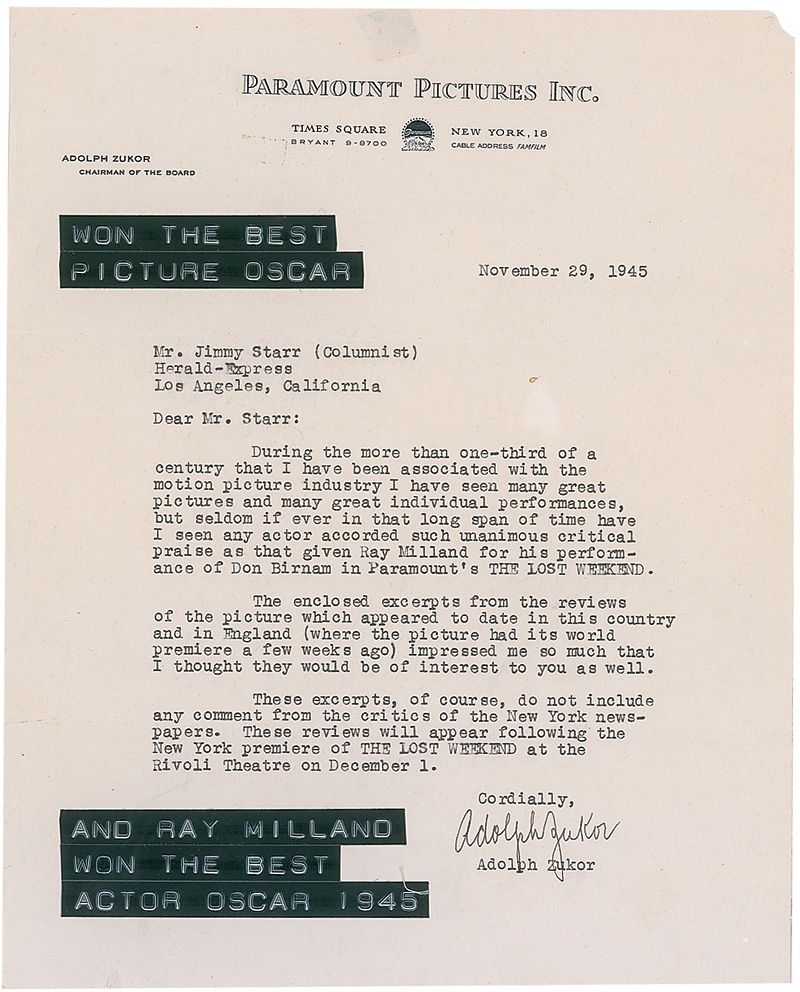 PARAMOUNT PICTURES INC.
TIMES SQUARE
BRYANT 9-8700
Paramount
NEW YORK, 18
CABLE ADDRESS FAMFILM
ADOLPH ZUKOR
CHAIRMAN OF THE BOARD
WON THE BEST
PICTURE OSCAR
November 29, 1945
Mr. Jimmy Starr (Columnist)
Herald-Express
Los Angeles, California
Dear Mr. Starr:
During the more than one-third of a
century that I have been associated with the
motion picture industry I have seen many great
pictures and many great individual performances,
but seldom if ever in that long span of time have
I seen any actor accorded such unanimous critical
praise as that given Ray Milland for his perform-
ance of Don Birnam in Paramount's THE LOST WEEKEND.
The enclosed excerpts from the reviews
of the picture which appeared to date in this country
and in England (where the picture had its world
premiere a few weeks ago) impressed me so much that
I thought they would be of interest to you as well.
These excerpts, of course, do not include
any comment from the critics of the New York news-
papers. These reviews will appear following the
New York premiere of THE LOST WEEKEND at the
Rivoli Theatre on December 1.
Cordially,
Adolph Zukor
Adolph Zukor
AND RAY MILLAND
WON THE BEST
ACTOR OSCAR 1945